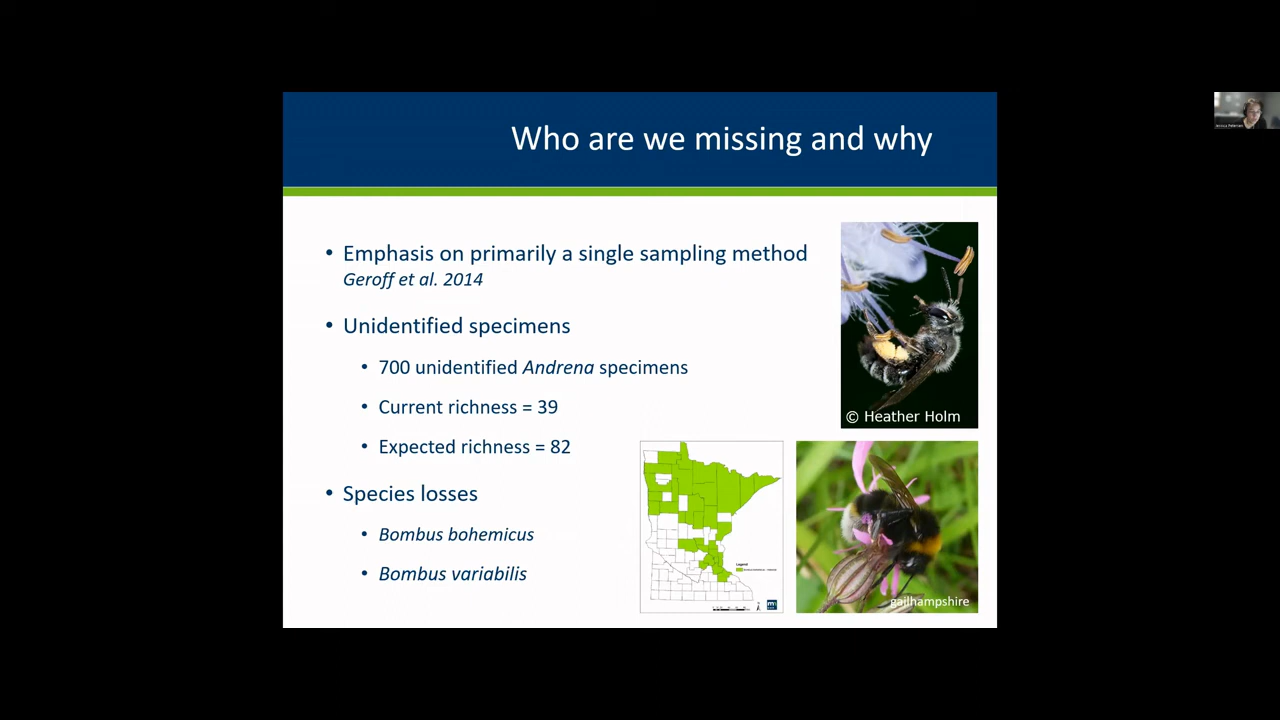 Who are we missing and why
• Emphasis on primarily a single sampling method
Geroff et al. 2014
• Unidentified specimens
• 700 unidentified Andrena specimens
• Current richness = 39
• Expected richness = 82
• Species losses
• Bombus bohemicus
• Bombus variabilis
© Heather Holm
Legend
gailhampshire